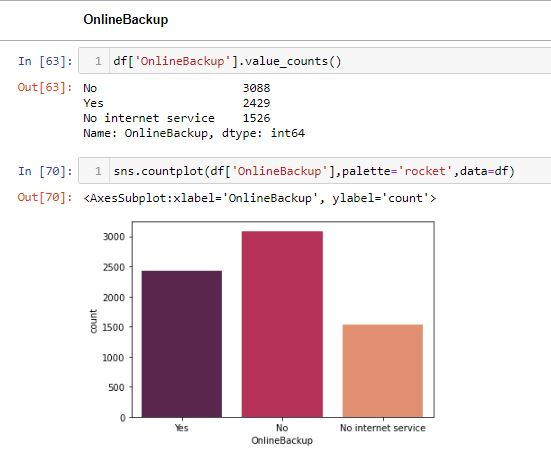 OnlineBackup
In [63]: 1 df['OnlineBackup'].value_counts()
Out[63]: No 3088
Yes 2429
No internet service 1526
Name: OnlineBackup, dtype: int64
In [70]: 1 sns.countplot(df['OnlineBackup'],palette='rocket',data=df)
Out[70]: <AxesSubplot:xlabel='OnlineBackup', ylabel='count'>
3000
2500
2000
1500
1000
500
0
count
Yes No No internet service
OnlineBackup